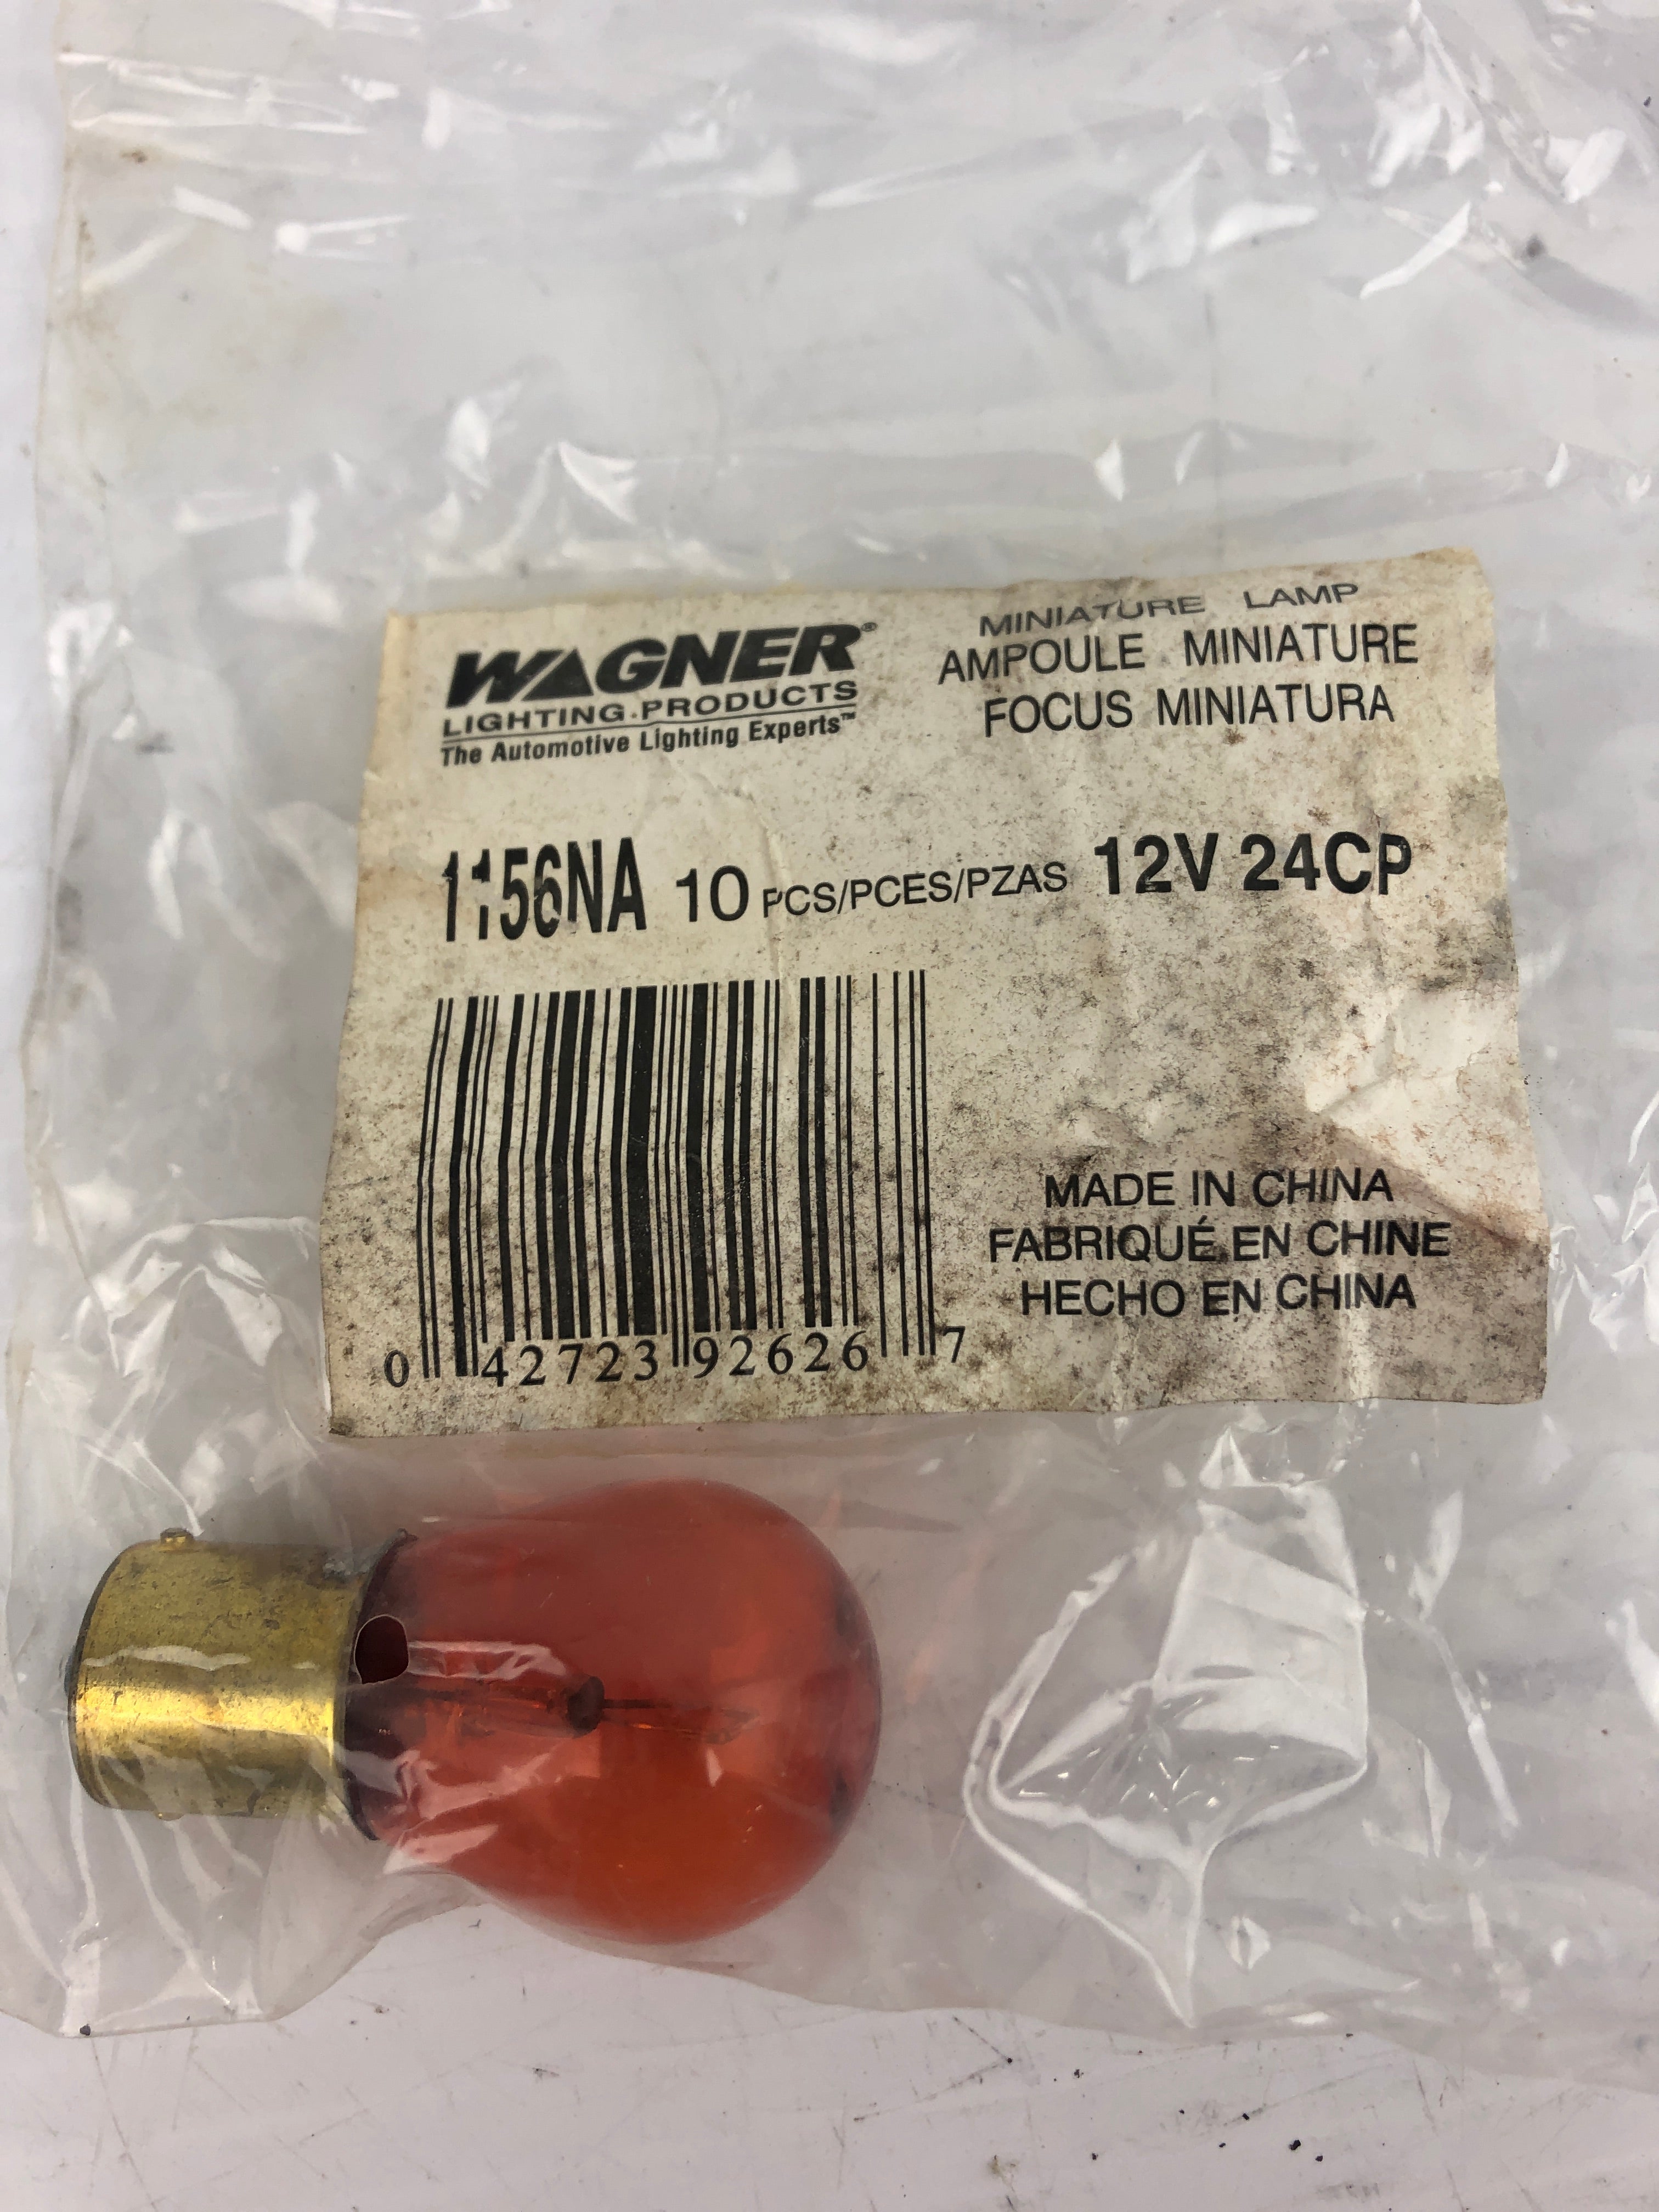 WAGNER®
LIGHTING PRODUCTS
The Automotive Lighting Experts™
MINIATURE LAMP
AMPOULE MINIATURE
FOCUS MINIATURA
1156NA 10 PCS/PCES/PZAS 12V 24CP
MADE IN CHINA
FABRIQUÉ EN CHINE
HECHO EN CHINA
0 42723 92626 7